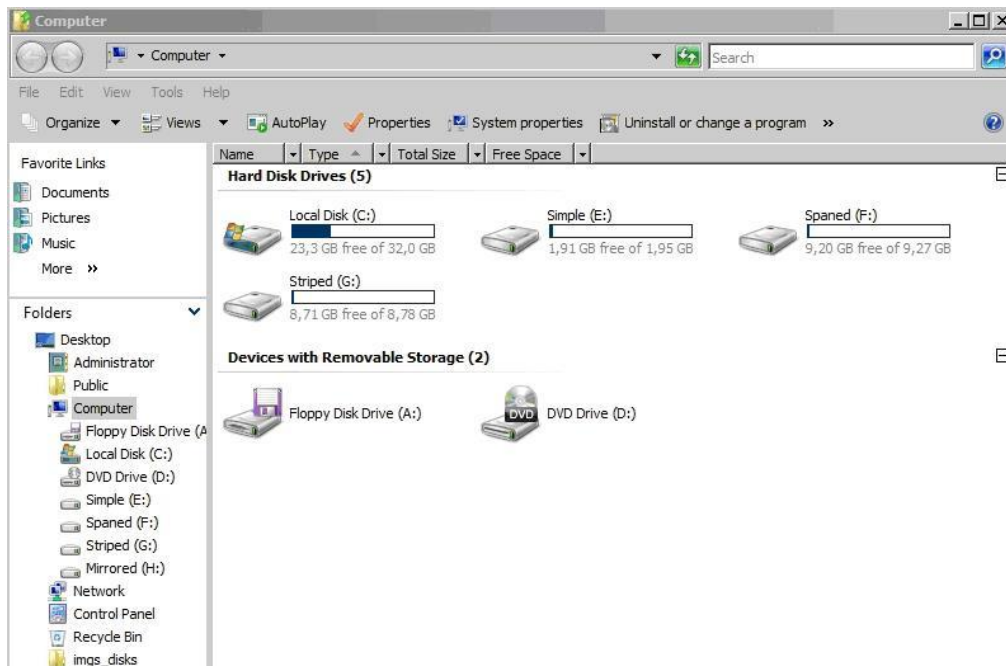 Computer
Computer
Search
File Edit View Tools Help
Organize Views AutoPlay Properties System properties Uninstall or change a program »
Favorite Links
Documents
Pictures
Music
More »
Folders
Desktop
Administrator
Public
Computer
Floppy Disk Drive (A
Local Disk (C:)
DVD Drive (D:)
Simple (E:)
Spaned (F:)
Striped (G:)
Mirrored (H:)
Network
Control Panel
Recycle Bin
imgs_disks
Name Type Total Size Free Space
Hard Disk Drives (5)
Local Disk (C:)
23,3 GB free of 32,0 GB
Simple (E:)
1,91 GB free of 1,95 GB
Spaned (F:)
9,20 GB free of 9,27 GB
Striped (G:)
8,71 GB free of 8,78 GB
Devices with Removable Storage (2)
Floppy Disk Drive (A:)
DVD
DVD Drive (D:)